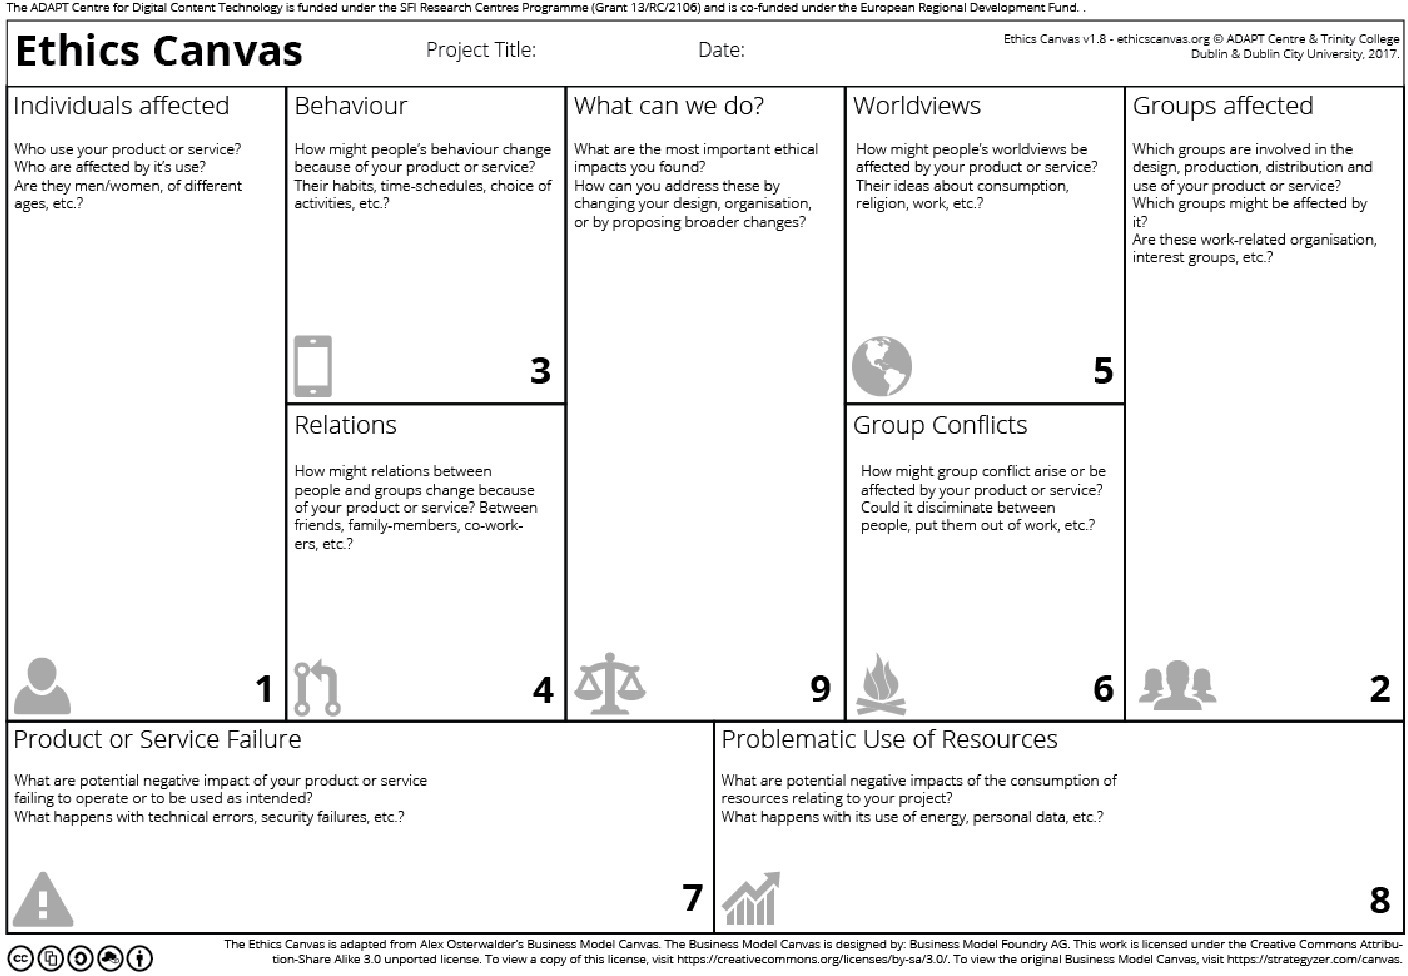 The ADAPT Centre for Digital Content Technology is funded under the SFI Research Centres Programme (Grant 13/RC/2106) and is co-funded under the European Regional Development Fund. .
Ethics Canvas
Project Title:
Date:
Ethics Canvas v1.8 - ethicscanvas.org © ADAPT Centre & Trinity College
Dublin & Dublin City University, 2017.
Individuals affected
Who use your product or service?
Who are affected by it's use?
Are they men/women, of different
ages, etc.?
1
Behaviour
How might people's behaviour change
because of your product or service?
Their habits, time-schedules, choice of
activities, etc.?
3
Relations
How might relations between
people and groups change because
of your product or service? Between
friends, family-members, co-work-
ers, etc.?
4
What can we do?
What are the most important ethical
impacts you found?
How can you address these by
changing your design, organisation,
or by proposing broader changes?
9
Worldviews
How might people's worldviews be
affected by your product or service?
Their ideas about consumption,
religion, work, etc.?
5
Group Conflicts
How might group conflict arise or be
affected by your product or service?
Could it disciminate between
people, put them out of work, etc.?
6
Groups affected
Which groups are involved in the
design, production, distribution and
use of your product or service?
Which groups might be affected by
it?
Are these work-related organisation,
interest groups, etc.?
2
Product or Service Failure
What are potential negative impact of your product or service
failing to operate or to be used as intended?
What happens with technical errors, security failures, etc.?
7
Problematic Use of Resources
What are potential negative impacts of the consumption of
resources relating to your project?
What happens with its use of energy, personal data, etc.?
8
cc
The Ethics Canvas is adapted from Alex Osterwalder's Business Model Canvas. The Business Model Canvas is designed by: Business Model Foundry AG. This work is licensed under the Creative Commons Attribu-
tion-Share Alike 3.0 unported license. To view a copy of this license, visit https://creativecommons.org/licenses/by-sa/3.0/. To view the original Business Model Canvas, visit https://strategyzer.com/canvas.